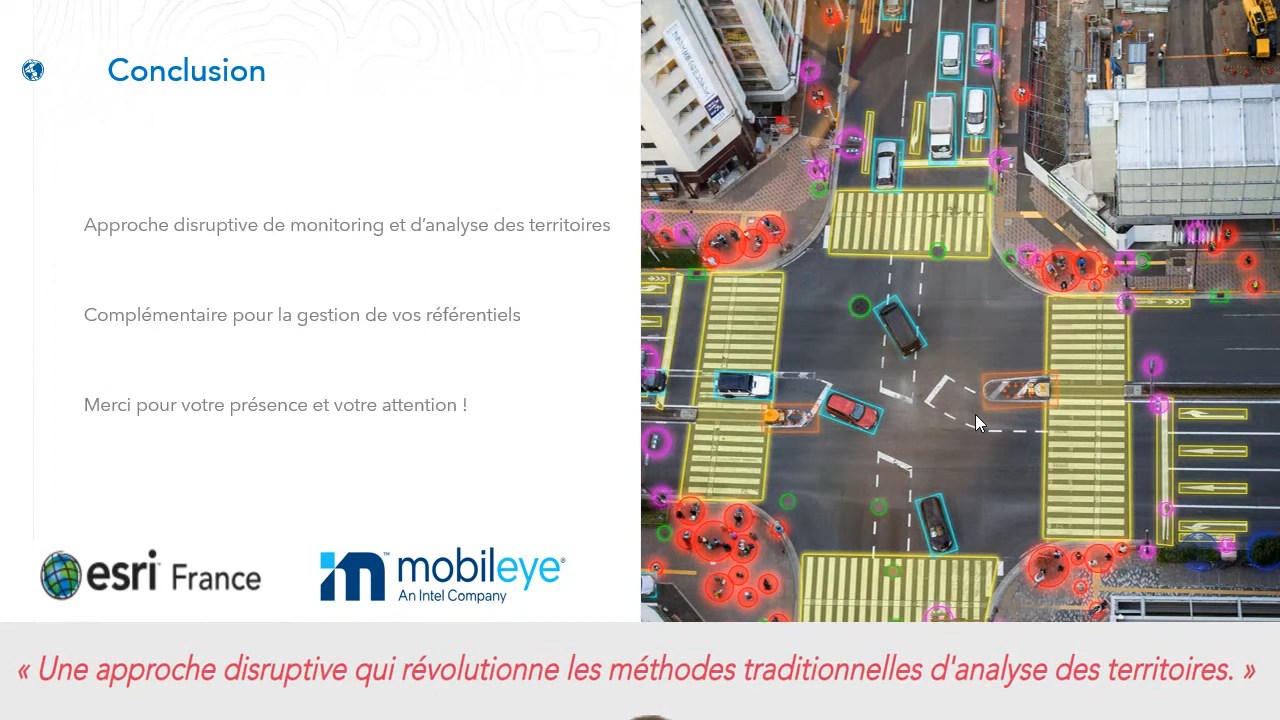 Conclusion
Approche disruptive de monitoring et d’analyse des territoires
Complémentaire pour la gestion de vos référentiels
Merci pour votre présence et votre attention !
esri France
mobileye®
An Intel Company
« Une approche disruptive qui révolutionne les méthodes traditionnelles d'analyse des territoires. »